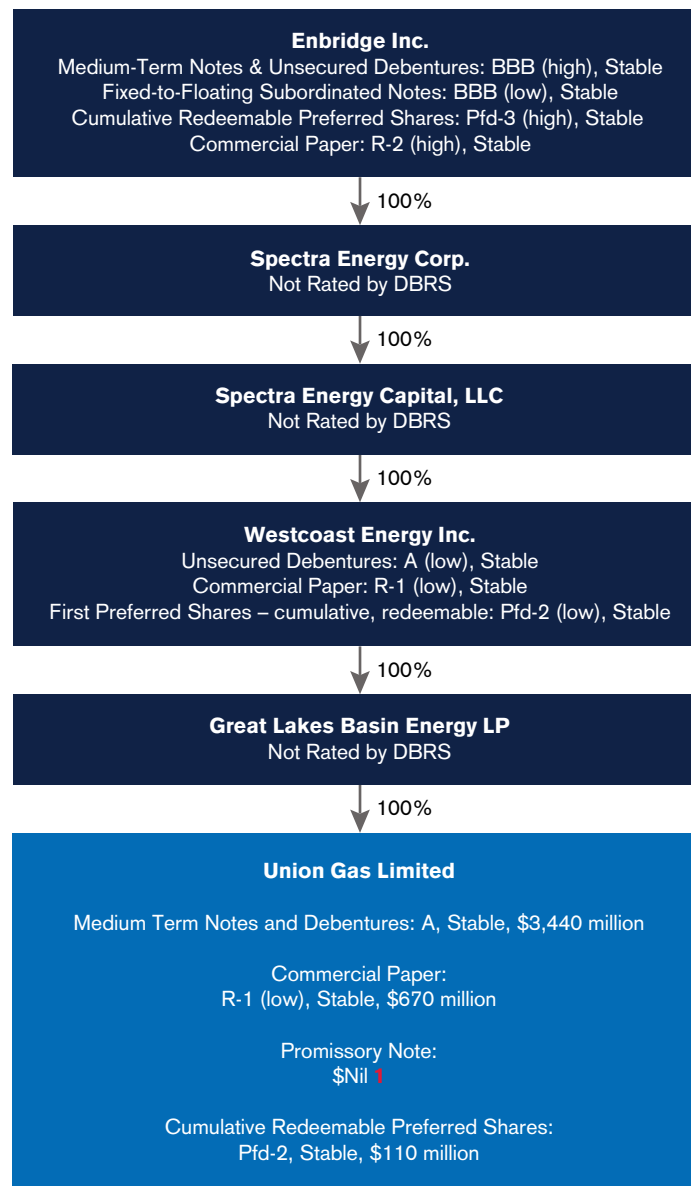 Enbridge Inc.
Medium-Term Notes & Unsecured Debentures: BBB (high), Stable
Fixed-to-Floating Subordinated Notes: BBB (low), Stable
Cumulative Redeemable Preferred Shares: Pfd-3 (high), Stable
Commercial Paper: R-2 (high), Stable
100%
Spectra Energy Corp.
Not Rated by DBRS
100%
Spectra Energy Capital, LLC
Not Rated by DBRS
100%
Westcoast Energy Inc.
Unsecured Debentures: A (low), Stable
Commercial Paper: R-1 (low), Stable
First Preferred Shares – cumulative, redeemable: Pfd-2 (low), Stable
100%
Great Lakes Basin Energy LP
Not Rated by DBRS
100%
Union Gas Limited
Medium Term Notes and Debentures: A, Stable, $3,440 million
Commercial Paper:
R-1 (low), Stable, $670 million
Promissory Note:
$Nil 1
Cumulative Redeemable Preferred Shares:
Pfd-2, Stable, $110 million